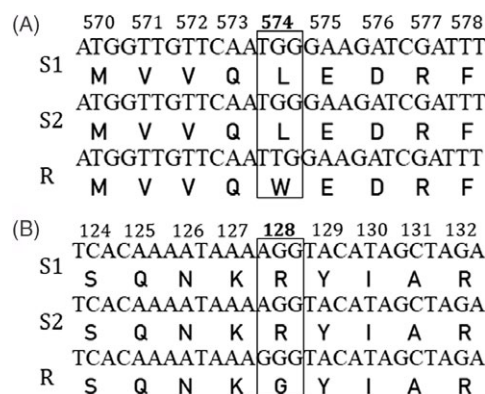 (A) 570 571 572 573 574 575 576 577 578
ATGGTTGTTCAATGGGAAGATCGATTT
S1
M V V Q L E D R F
ATGGTTGTTCAATGGGAAGATCGATTT
S2
M V V Q L E D R F
ATGGTTGTTCAATTGGAAGATCGATTT
R
M V V Q W E D R F
(B) 124 125 126 127 128 129 130 131 132
TCACAAAATAAAAGGTACATAGCTAGA
S1
S Q N K R Y I A R
TCACAAAATAAAAGGTACATAGCTAGA
S2
S Q N K R Y I A R
TCACAAAATAAAGGGTACATAGCTAGA
R
S Q N K G Y I A R